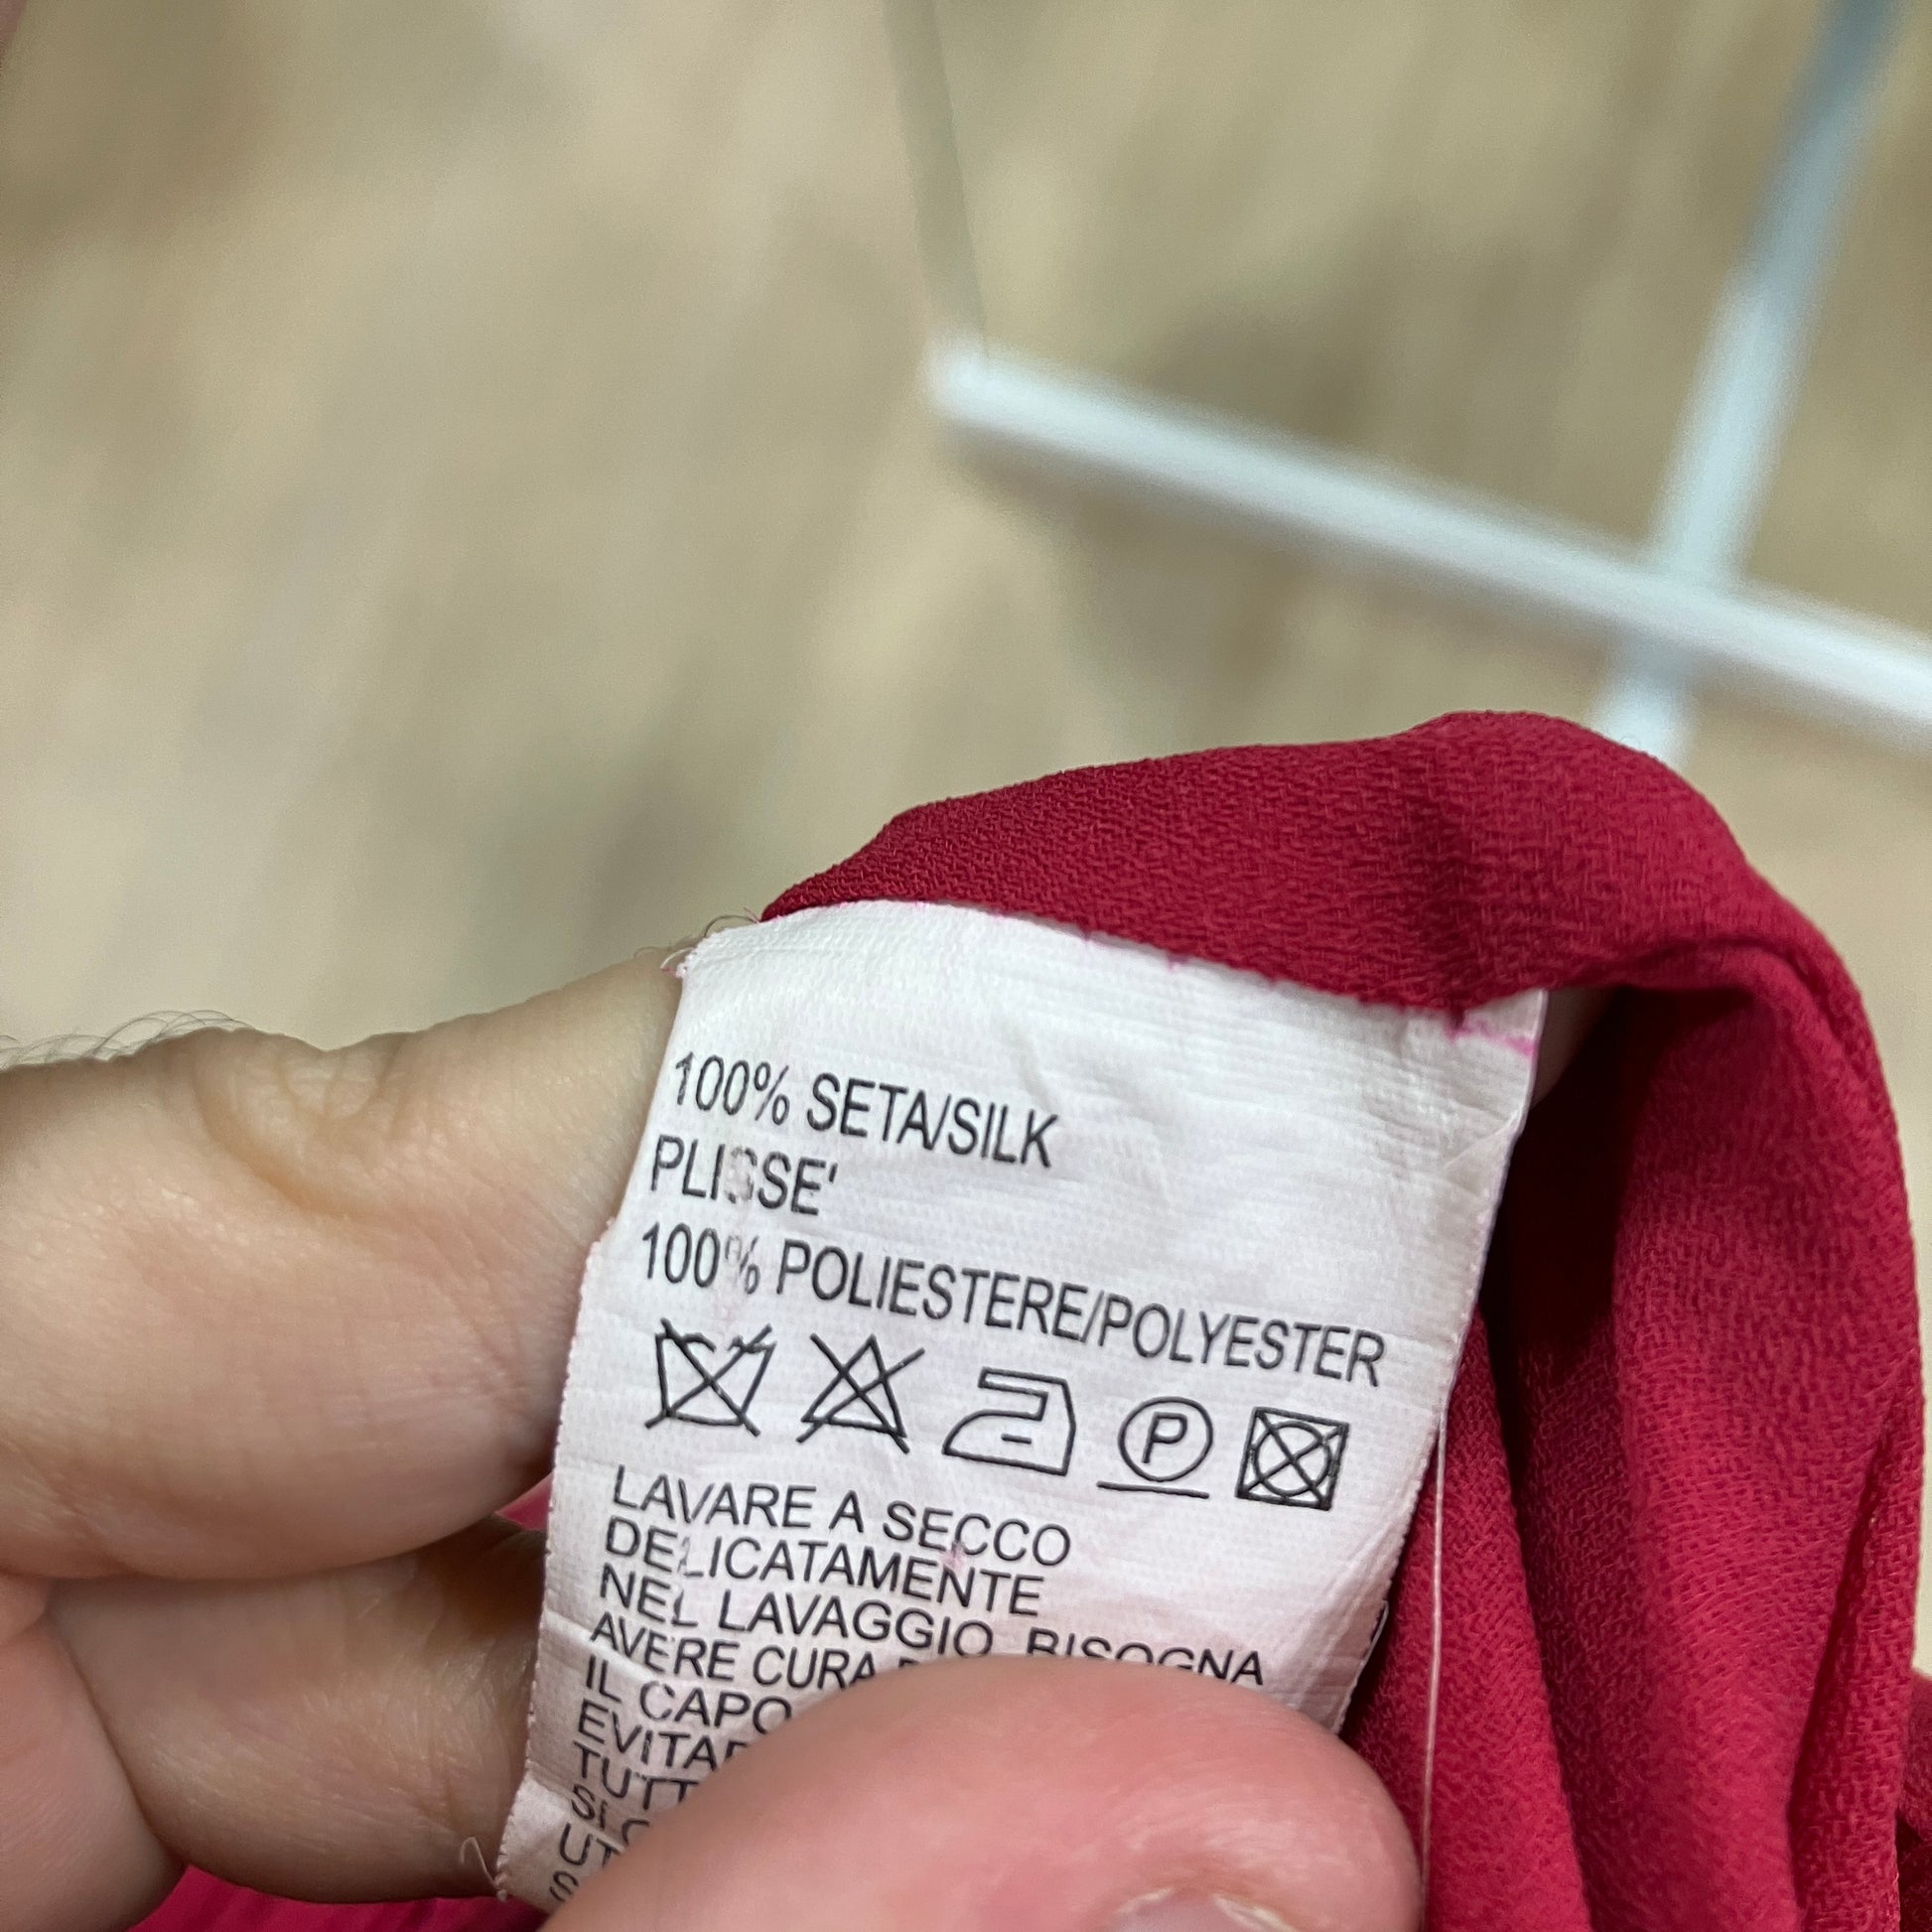 100% SETA/SILK
PLISSE'
100% POLIESTERE/POLYESTER
P
LAVARE A SECCO
DELICATAMENTE
NEL LAVAGGIO BISOGNA
AVERE CURA
IL CAPO